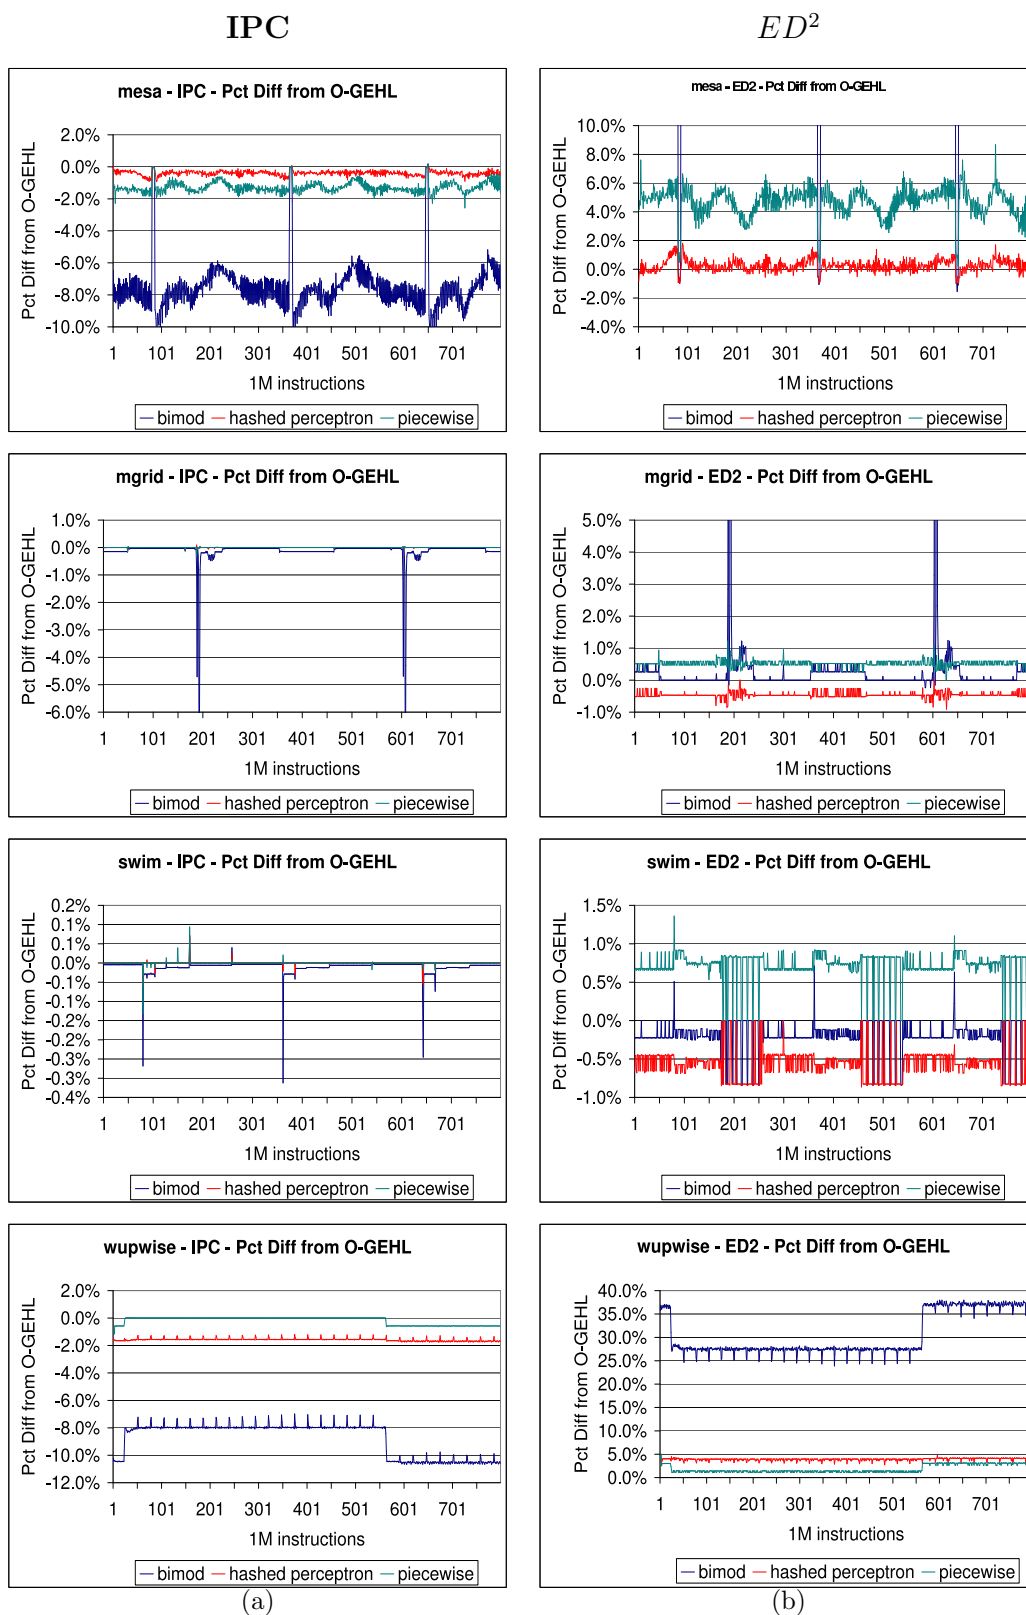 IPC
ED²
mesa - IPC - Pct Diff from O-GEHL
Pct Diff from O-GEHL
2.0%
0.0%
-2.0%
-4.0%
-6.0%
-8.0%
-10.0%
1 101 201 301 401 501 601 701
1M instructions
bimod hashed perceptron piecewise
mesa - ED2 - Pct Diff from O-GEHL
Pct Diff from O-GEHL
10.0%
8.0%
6.0%
4.0%
2.0%
0.0%
-2.0%
-4.0%
1 101 201 301 401 501 601 701
1M instructions
bimod hashed perceptron piecewise
mgrid - IPC - Pct Diff from O-GEHL
Pct Diff from O-GEHL
1.0%
0.0%
-1.0%
-2.0%
-3.0%
-4.0%
-5.0%
-6.0%
1 101 201 301 401 501 601 701
1M instructions
bimod hashed perceptron piecewise
mgrid - ED2 - Pct Diff from O-GEHL
Pct Diff from O-GEHL
5.0%
4.0%
3.0%
2.0%
1.0%
0.0%
-1.0%
1 101 201 301 401 501 601 701
1M instructions
bimod hashed perceptron piecewise
swim - IPC - Pct Diff from O-GEHL
Pct Diff from O-GEHL
0.2%
0.1%
0.1%
0.0%
-0.1%
-0.1%
-0.2%
-0.2%
-0.3%
-0.3%
-0.4%
1 101 201 301 401 501 601 701
1M instructions
bimod hashed perceptron piecewise
swim - ED2 - Pct Diff from O-GEHL
Pct Diff from O-GEHL
1.5%
1.0%
0.5%
0.0%
-0.5%
-1.0%
1 101 201 301 401 501 601 701
1M instructions
bimod hashed perceptron piecewise
wupwise - IPC - Pct Diff from O-GEHL
Pct Diff from O-GEHL
2.0%
0.0%
-2.0%
-4.0%
-6.0%
-8.0%
-10.0%
-12.0%
1 101 201 301 401 501 601 701
1M instructions
bimod hashed perceptron piecewise
wupwise - ED2 - Pct Diff from O-GEHL
Pct Diff from O-GEHL
40.0%
35.0%
30.0%
25.0%
20.0%
15.0%
10.0%
5.0%
0.0%
1 101 201 301 401 501 601 701
1M instructions
bimod hashed perceptron piecewise
(a)
(b)